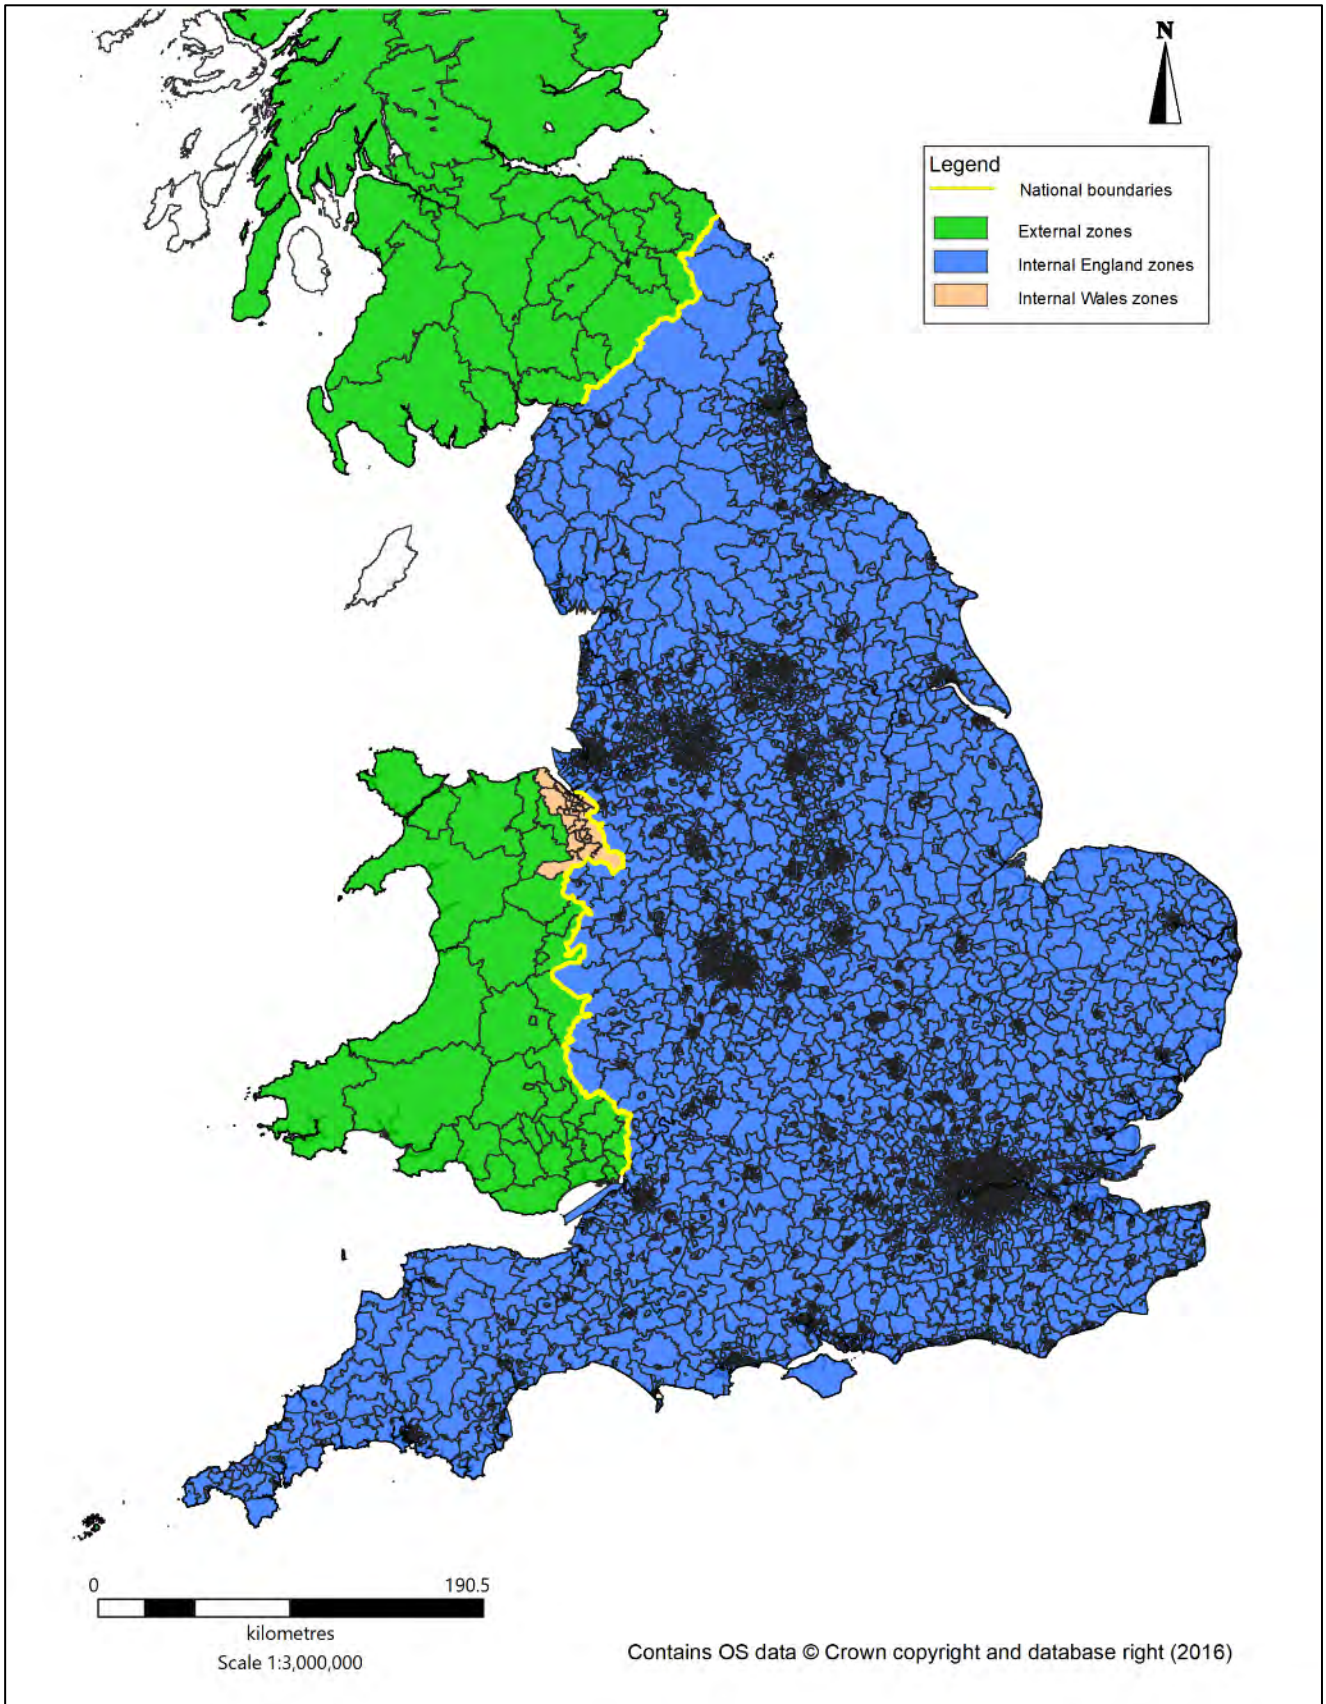 N
Legend
National boundaries
External zones
Internal England zones
Internal Wales zones
0 190.5
kilometres
Scale 1:3,000,000
Contains OS data © Crown copyright and database right (2016)